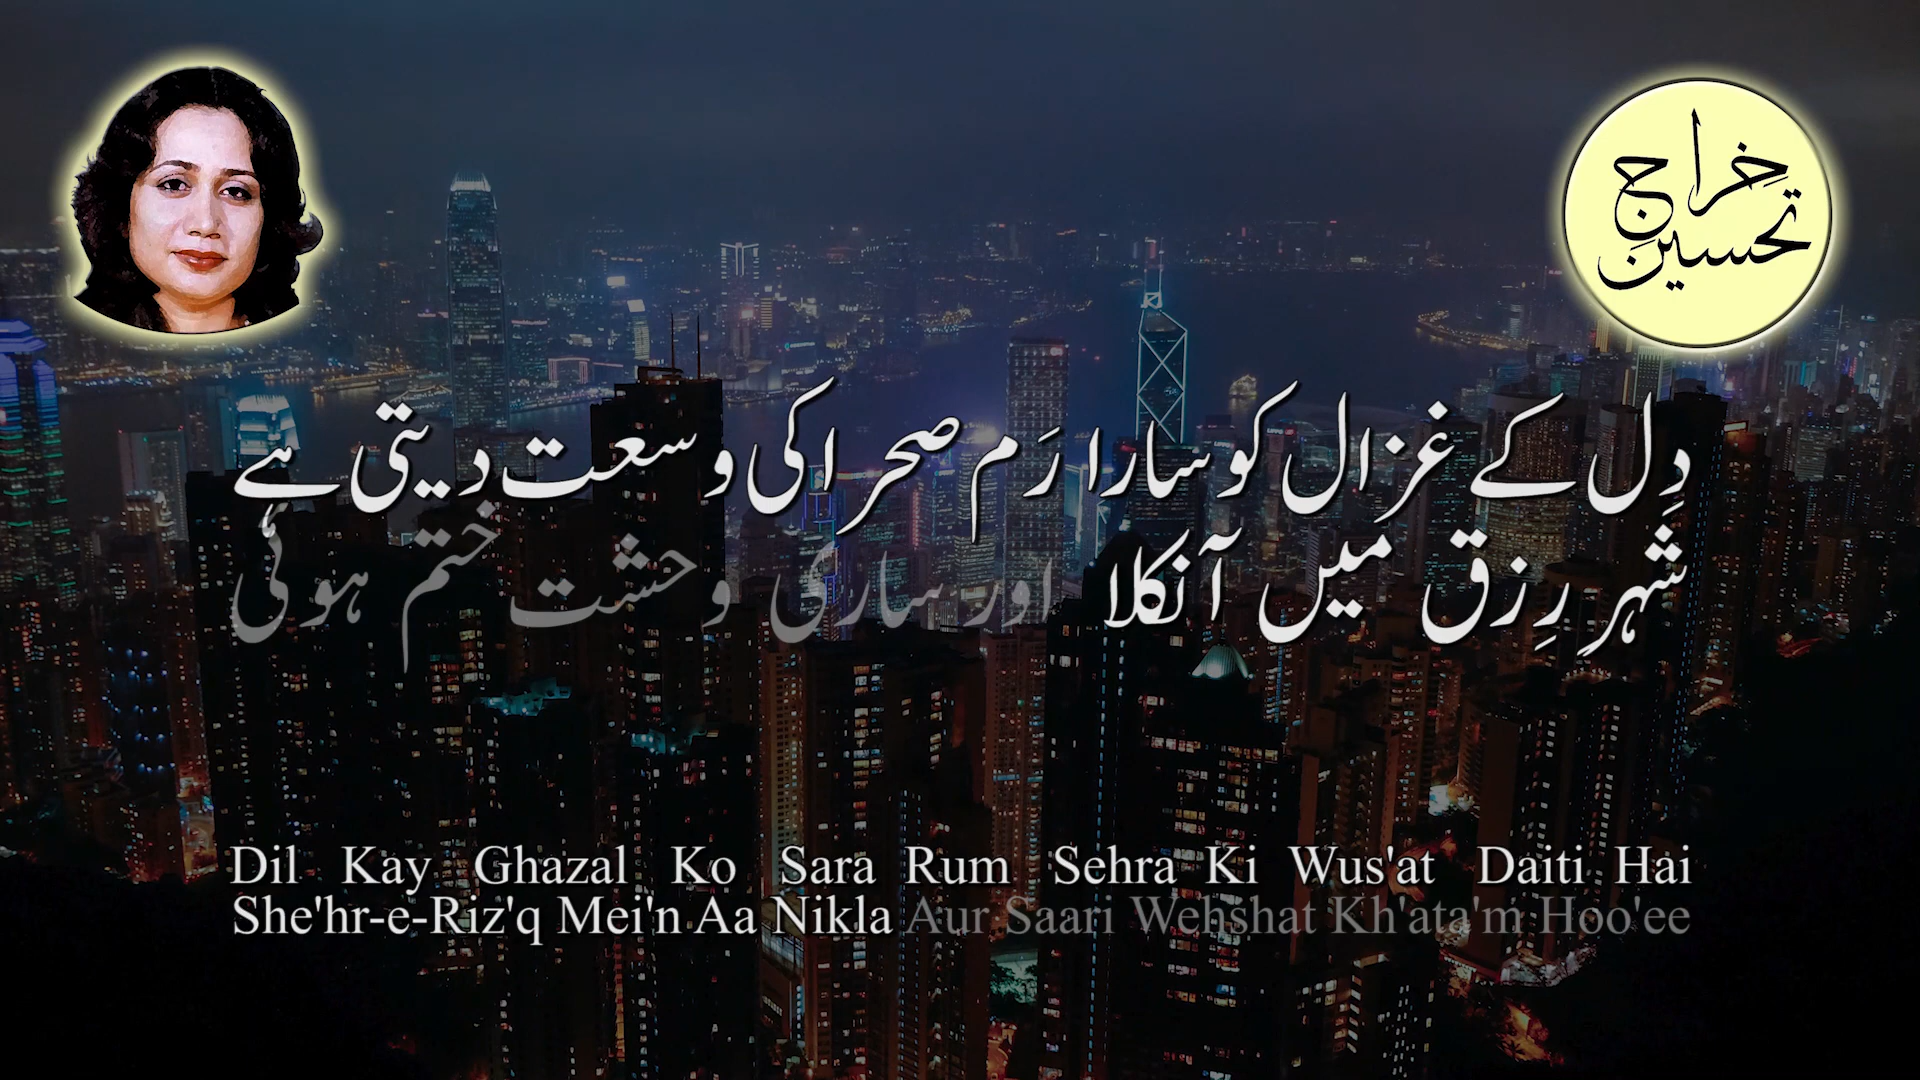 خراج
تحسین
دِل کے غزال کو سارا رَم صحرا کی وسعت دیتی ہے
شہرِ رِزق میں آ نکلا اور ساری وحشت ختم ہوئی
Dil Kay Ghazal Ko Sara Rum Sehra Ki Wus'at Daiti Hai
She'hr-e-Riz'q Mei'n Aa Nikla Aur Saari Wehshat Kh'ata'm Hoo'ee